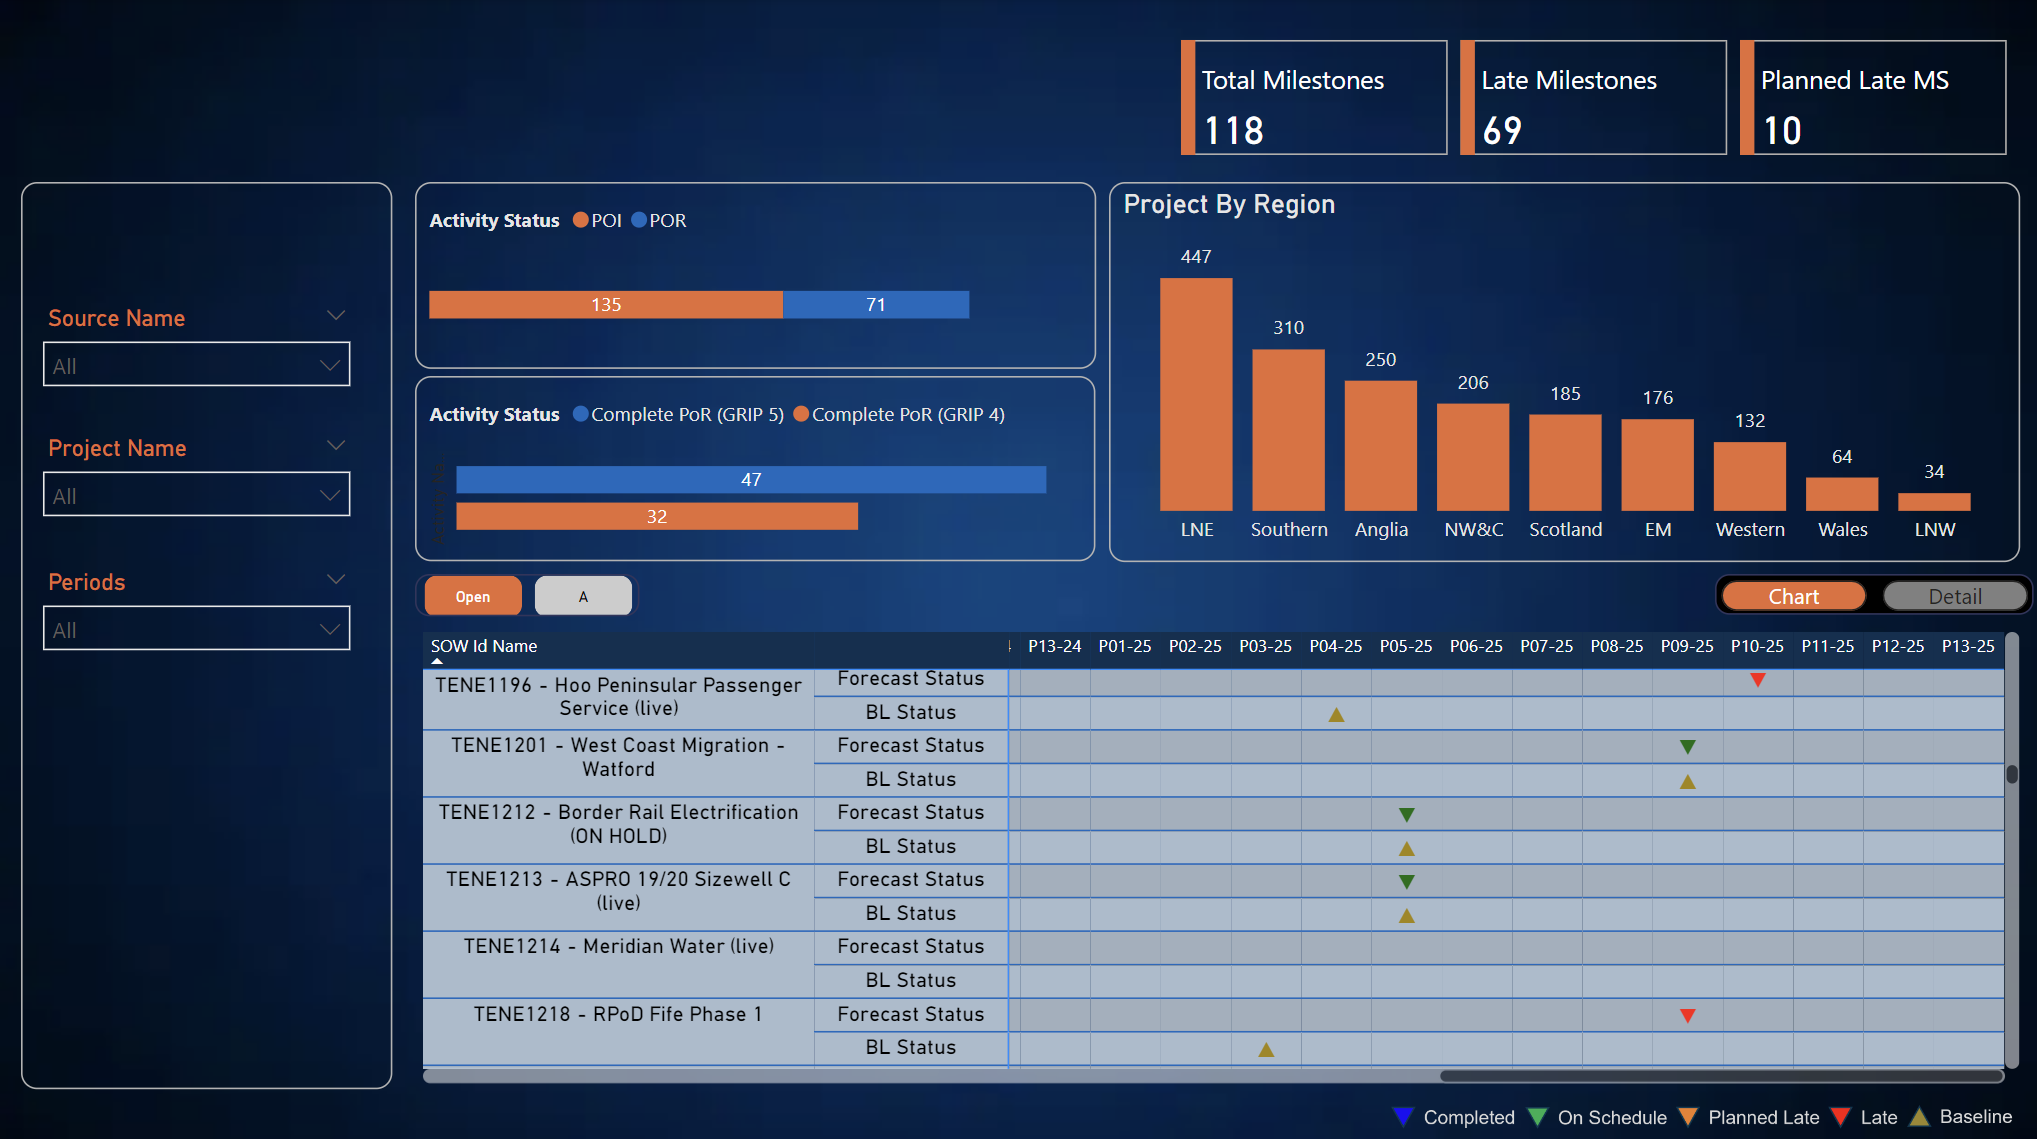 Total Milestones
118
Late Milestones
69
Planned Late MS
10
Source Name
All
Project Name
All
Periods
All
Activity Status POI POR
135 71
Activity Status Complete PoR (GRIP 5) Complete PoR (GRIP 4)
47
32
Project By Region
447
310
250
206
185
176
132
64
34
LNE Southern Anglia NW&C Scotland EM Western Wales LNW
Open A
Chart Detail
SOW Id Name P13-24 P01-25 P02-25 P03-25 P04-25 P05-25 P06-25 P07-25 P08-25 P09-25 P10-25 P11-25 P12-25 P13-25
TENE1196 - Hoo Peninsular Passenger
Service (live)
Forecast Status
BL Status
TENE1201 - West Coast Migration -
Watford
Forecast Status
BL Status
TENE1212 - Border Rail Electrification
(ON HOLD)
Forecast Status
BL Status
TENE1213 - ASPRO 19/20 Sizewell C
(live)
Forecast Status
BL Status
TENE1214 - Meridian Water (live)
Forecast Status
BL Status
TENE1218 - RPoD Fife Phase 1
Forecast Status
BL Status
Completed On Schedule Planned Late Late Baseline